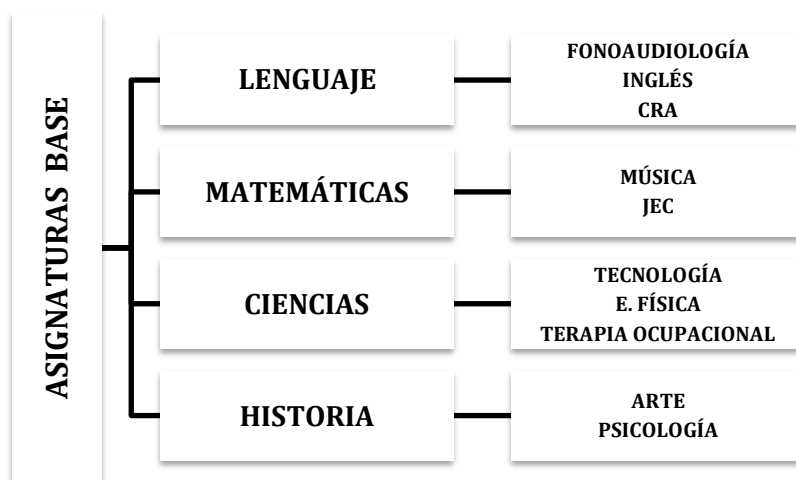 ASIGNATURAS BASE
LENGUAJE
FONOAUDIOLOGÍA
INGLÉS
CRA
MATEMÁTICAS
MÚSICA
JEC
CIENCIAS
TECNOLOGÍA
E. FÍSICA
TERAPIA OCUPACIONAL
HISTORIA
ARTE
PSICOLOGÍA